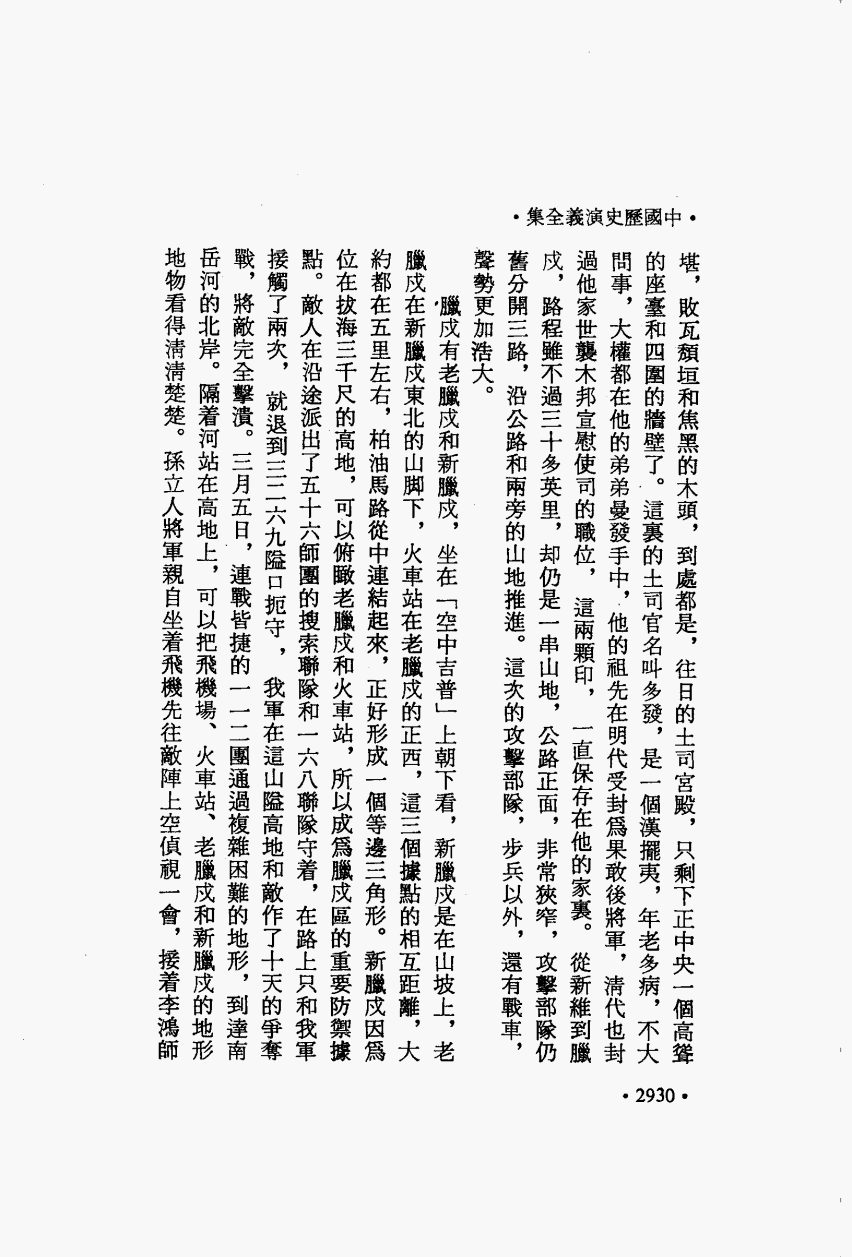 •中國歷史演義全集•
堪，敗瓦頹垣和焦黑的木頭，到處都是，往日的土司宮殿，只剩下正中央一個高聳
的座臺和四圍的牆壁了。這裏的土司官名叫多發，是一個漢擺夷，年老多病，不大
問事，大權都在他的弟弟曼發手中，他的祖先在明代受封爲果敢後將軍，清代也封
過他家世襲木邦宣慰使司的職位，這兩顆印，一直保存在他的家裏。從新維到臘
戍，路程雖不過三十多英里，却仍是一串山地，公路正面，非常狹窄，攻擊部隊仍
舊分開三路，沿公路和兩旁的山地推進。這次的攻擊部隊，步兵以外，還有戰車，
聲勢更加浩大。
臘戍有老臘戍和新臘戍，坐在「空中吉普」上朝下看，新臘戍是在山坡上，老
臘戍在新臘戍東北的山脚下，火車站在老臘戍的正西，這三個據點的相互距離，大
約都在五里左右，柏油馬路從中連結起來，正好形成一個等邊三角形。新臘戍因爲
位在拔海三千尺的高地，可以俯瞰老臘戍和火車站，所以成爲臘戍區的重要防禦據
點。敵人在沿途派出了五十六師團的搜索聯隊和一六八聯隊守着，在路上只和我軍
接觸了兩次，就退到三二六九隘口扼守，我軍在這山隘高地和敵作了十天的爭奪
戰，將敵完全擊潰。三月五日，連戰皆捷的一一二團通過複雜困難的地形，到達南
岳河的北岸。隔着河站在高地上，可以把飛機場、火車站、老臘戍和新臘戍的地形
地物看得清清楚楚。孫立人將軍親自坐着飛機先往敵陣上空偵視一會，接着李鴻師
•2930•